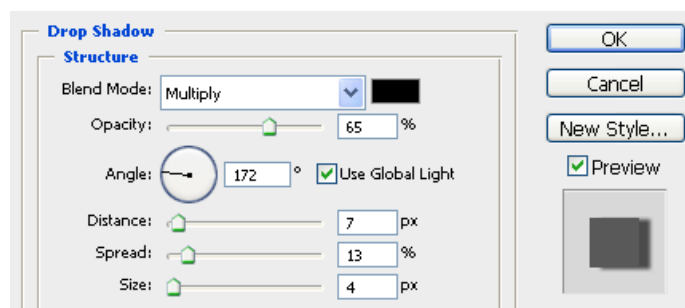 Drop Shadow
Structure
Blend Mode: Multiply
Opacity: 65 %
Angle: 172 ° Use Global Light
Distance: 7 px
Spread: 13 %
Size: 4 px
OK
Cancel
New Style...
Preview